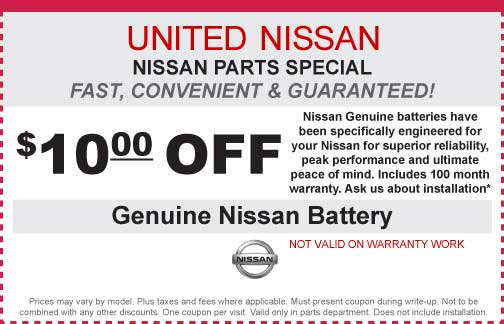 UNITED NISSAN
NISSAN PARTS SPECIAL
FAST, CONVENIENT & GUARANTEED!
$10.00 OFF
Nissan Genuine batteries have
been specifically engineered for
your Nissan for superior reliability,
peak performance and ultimate
peace of mind. Includes 100 month
warranty. Ask us about installation*
Genuine Nissan Battery
NISSAN
NOT VALID ON WARRANTY WORK
Prices may vary by model. Plus taxes and fees where applicable. Must present coupon during write-up. Not to be
combined with any other discounts. One coupon per visit. Vaild only in parts department. Does not include installation.